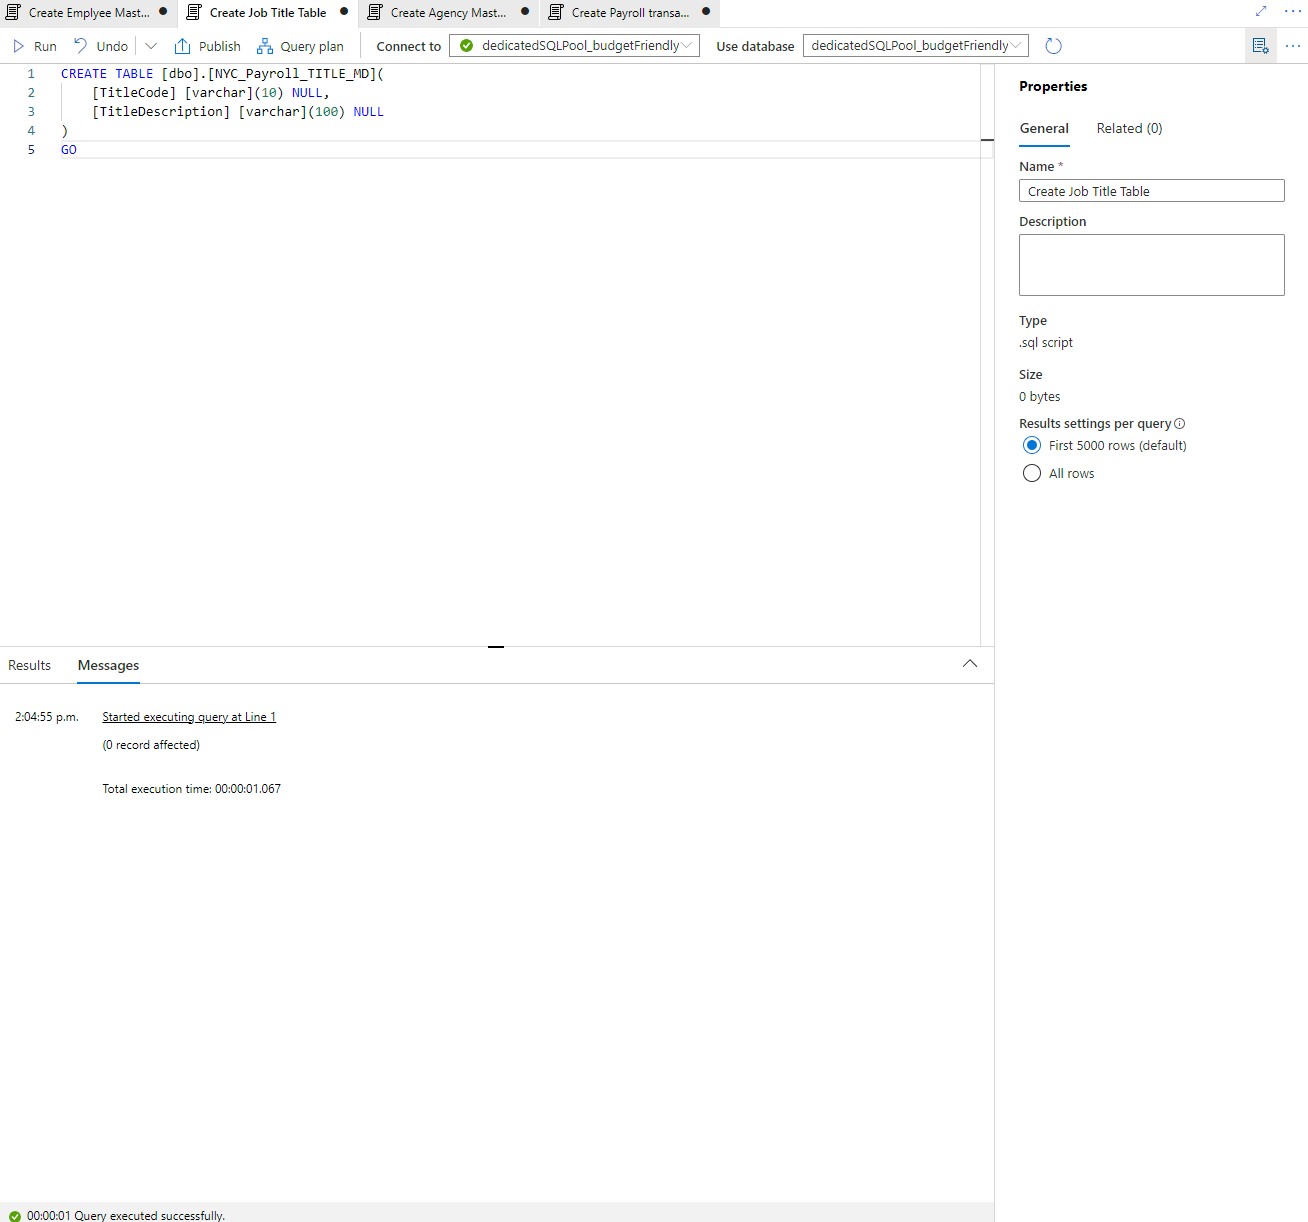 Create Emplyee Mast...
Create Job Title Table
Create Agency Mast...
Create Payroll transa...
Run
Undo
Publish
Query plan
Connect to
dedicatedSQLPool_budgetFriendly
Use database
dedicatedSQLPool_budgetFriendly
1 CREATE TABLE [dbo].[NYC_Payroll_TITLE_MD](
2 [TitleCode] [varchar](10) NULL,
3 [TitleDescription] [varchar](100) NULL
4 )
5 GO
Properties
General Related (0)
Name *
Create Job Title Table
Description
Type
.sql script
Size
0 bytes
Results settings per query
First 5000 rows (default)
All rows
Results Messages
2:04:55 p.m. Started executing query at Line 1
(0 record affected)
Total execution time: 00:00:01.067
00:00:01 Query executed successfully.